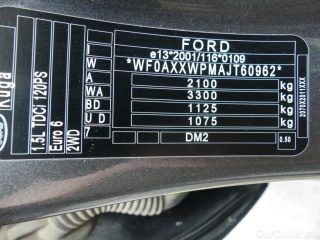 FORD
e13*2001/116*0109
*WF0AXXWPMAJT60962*
I
W
A
WA
BD
U D
7
2100 kg
3300 kg
1125 kg
1075 kg
DM2
0.50
2070X2011XXX
Kuga
1.5L TDCi 120PS
Euro 6
2WD